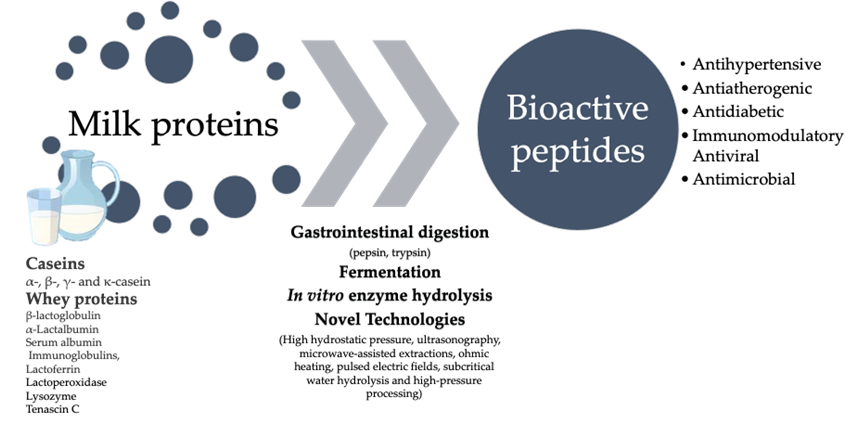 Milk proteins
Caseins
α-, β-, γ- and κ-casein
Whey proteins
β-lactoglobulin
α-Lactalbumin
Serum albumin
Immunoglobulins,
Lactoferrin
Lactoperoxidase
Lysozyme
Tenascin C
Gastrointestinal digestion
(pepsin, trypsin)
Fermentation
In vitro enzyme hydrolysis
Novel Technologies
(High hydrostatic pressure, ultrasonography,
microwave-assisted extractions, ohmic
heating, pulsed electric fields, subcritical
water hydrolysis and high-pressure
processing)
Bioactive
peptides
• Antihypertensive
• Antiatherogenic
• Antidiabetic
• Immunomodulatory
Antiviral
• Antimicrobial